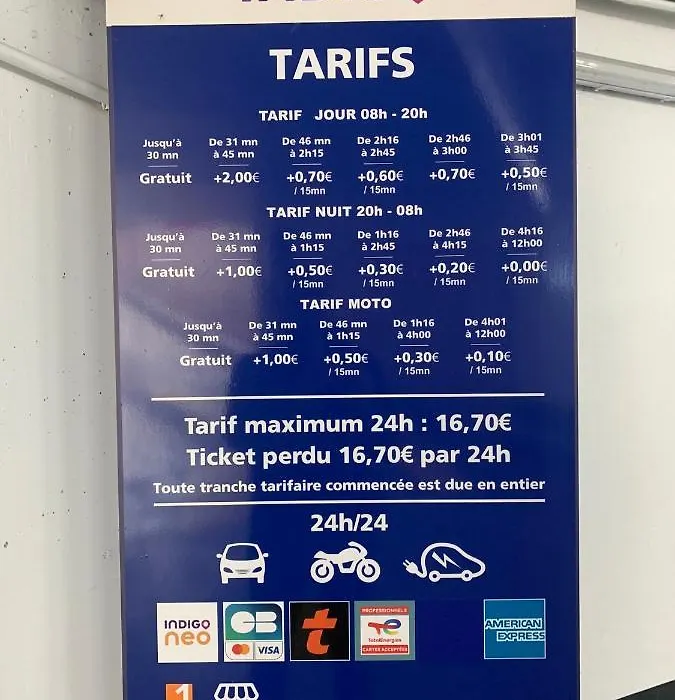 TARIFS
TARIF JOUR 08h - 20h
Jusqu'à 30 mn De 31 mn à 45 mn De 46 mn à 2h15 De 2h16 à 2h45 De 2h46 à 3h00 De 3h01 à 3h45
Gratuit +2,00€ +0,70€ +0,60€ +0,70€ +0,50€
/ 15mn / 15mn / 15mn
TARIF NUIT 20h - 08h
Jusqu'à 30 mn De 31 mn à 45 mn De 46 mn à 1h15 De 1h16 à 2h45 De 2h46 à 4h15 De 4h16 à 12h00
Gratuit +1,00€ +0,50€ +0,30€ +0,20€ +0,00€
/ 15mn / 15mn / 15mn / 15mn
TARIF MOTO
Jusqu'à 30 mn De 31 mn à 45 mn De 46 mn à 1h15 De 1h16 à 4h00 De 4h01 à 12h00
Gratuit +1,00€ +0,50€ +0,30€ +0,10€
/ 15mn / 15mn / 15mn
Tarif maximum 24h : 16,70€
Ticket perdu 16,70€ par 24h
Toute tranche tarifaire commencée est due en entier
24h/24
INDIGO neo CB VISA t PROFESSIONNELS TotalEnergies CARTES ACCEPTÉES AMERICAN EXPRESS
1